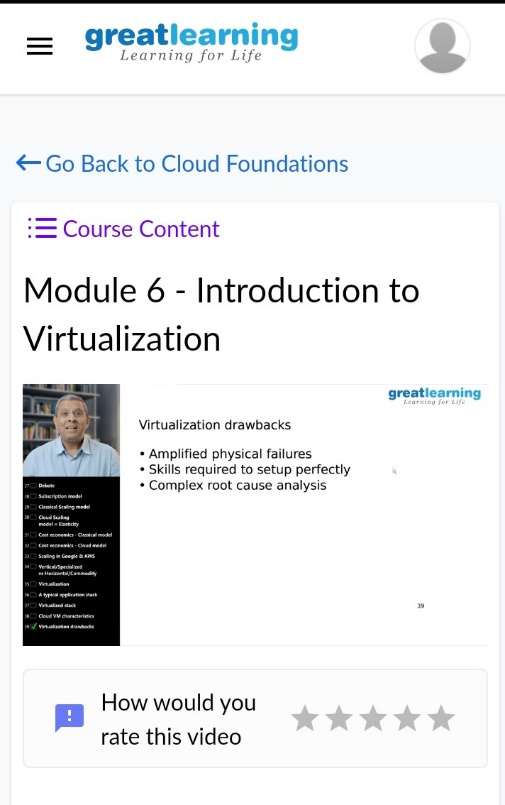 greatlearning
Learning for Life
Go Back to Cloud Foundations
Course Content
Module 6 - Introduction to
Virtualization
greatlearning
Learning for Life
Virtualization drawbacks
• Amplified physical failures
• Skills required to setup perfectly
• Complex root cause analysis
27 Debate
28 Subscription model
29 Classical Scaling model
30 Cloud Scaling
model = Elasticity
31 Cost economics - Classical model
32 Cost economics - Cloud model
33 Scaling in Google & AWS
34 Vertical/Specialized
vs Horizontal/Commodity
35 Virtualization
36 A typical application stack
37 Virtualized stack
38 Cloud VM characteristics
39 Virtualization drawbacks
39
How would you
rate this video